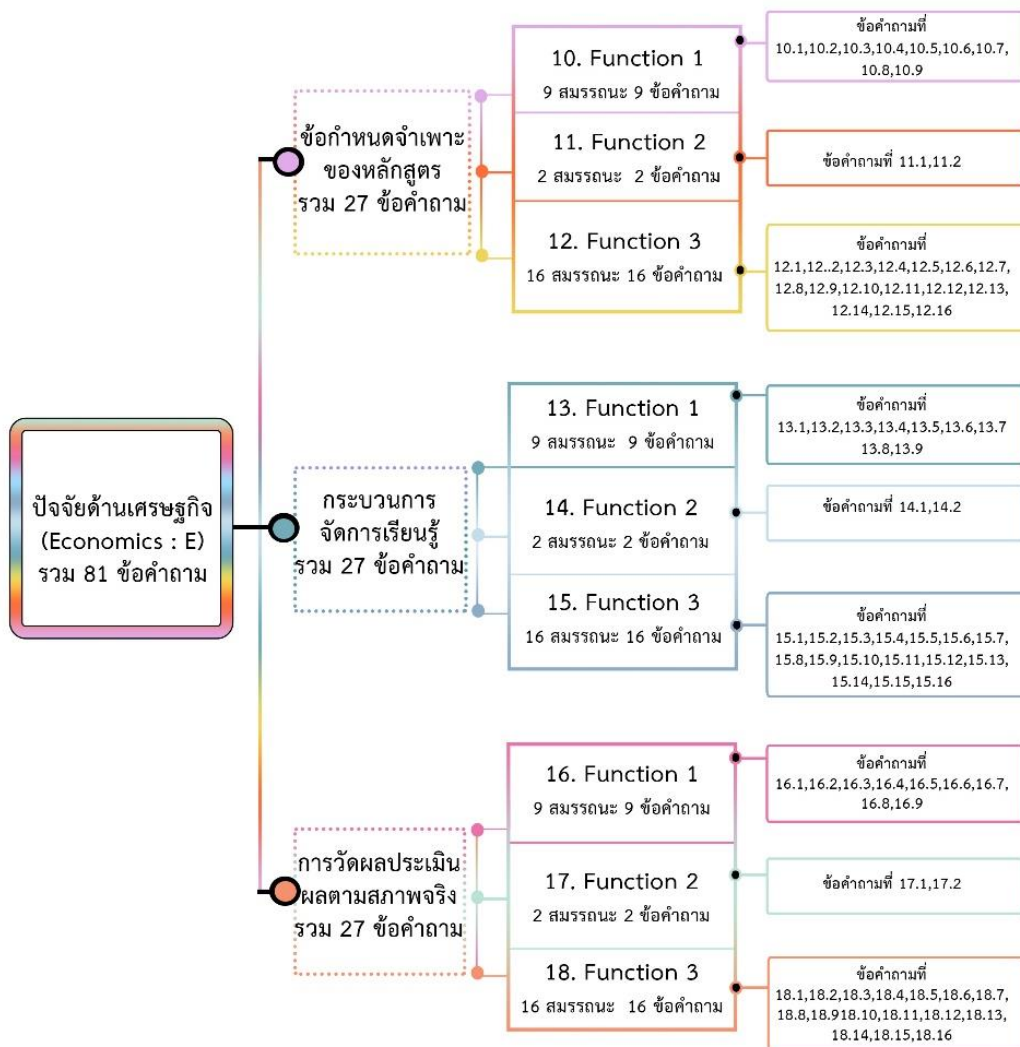 ปัจจัยด้านเศรษฐกิจ
(Economics : E)
รวม 81 ข้อคำถาม
ข้อกำหนดจำเพาะ
ของหลักสูตร
รวม 27 ข้อคำถาม
10. Function 1
9 สมรรถนะ 9 ข้อคำถาม
ข้อคำถามที่
10.1,10.2,10.3,10.4,10.5,10.6,10.7,
10.8,10.9
11. Function 2
2 สมรรถนะ 2 ข้อคำถาม
ข้อคำถามที่ 11.1,11.2
12. Function 3
16 สมรรถนะ 16 ข้อคำถาม
ข้อคำถามที่
12.1,12..2,12.3,12.4,12.5,12.6,12.7,
12.8,12.9,12.10,12.11,12.12,12.13,
12.14,12.15,12.16
กระบวนการ
จัดการเรียนรู้
รวม 27 ข้อคำถาม
13. Function 1
9 สมรรถนะ 9 ข้อคำถาม
ข้อคำถามที่
13.1,13.2,13.3,13.4,13.5,13.6,13.7
13.8,13.9
14. Function 2
2 สมรรถนะ 2 ข้อคำถาม
ข้อคำถามที่ 14.1,14.2
15. Function 3
16 สมรรถนะ 16 ข้อคำถาม
ข้อคำถามที่
15.1,15.2,15.3,15.4,15.5,15.6,15.7,
15.8,15.9,15.10,15.11,15.12,15.13,
15.14,15.15,15.16
การวัดผลประเมิน
ผลตามสภาพจริง
รวม 27 ข้อคำถาม
16. Function 1
9 สมรรถนะ 9 ข้อคำถาม
ข้อคำถามที่
16.1,16.2,16.3,16.4,16.5,16.6,16.7,
16.8,16.9
17. Function 2
2 สมรรถนะ 2 ข้อคำถาม
ข้อคำถามที่ 17.1,17.2
18. Function 3
16 สมรรถนะ 16 ข้อคำถาม
ข้อคำถามที่
18.1,18.2,18.3,18.4,18.5,18.6,18.7,
18.8,18.918.10,18.11,18.12,18.13,
18.14,18.15,18.16